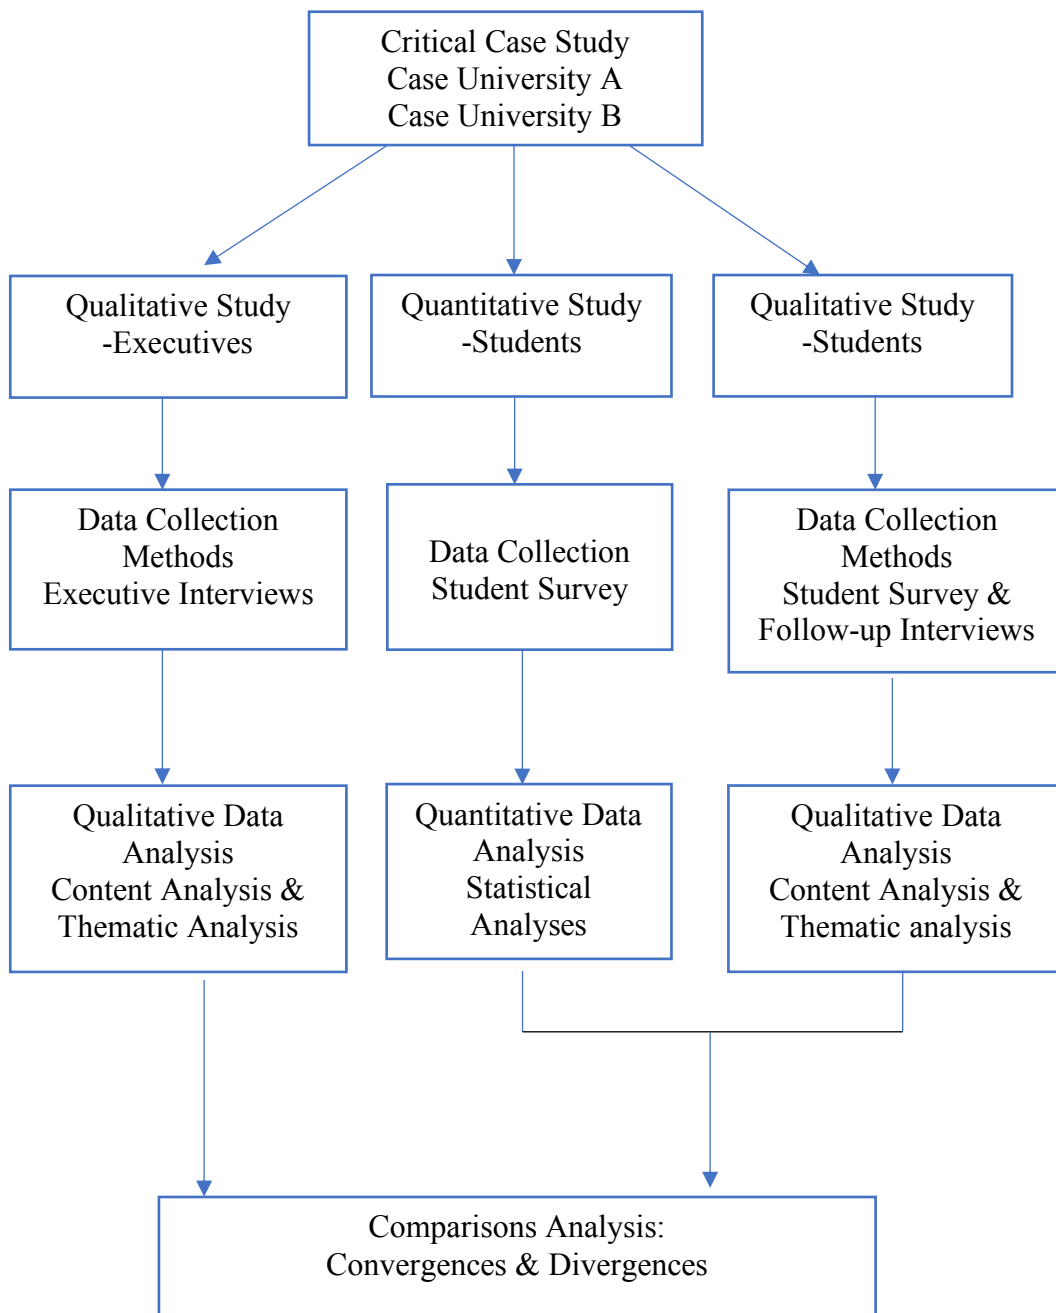 Critical Case Study
Case University A
Case University B
Qualitative Study
-Executives
Quantitative Study
-Students
Qualitative Study
-Students
Data Collection
Methods
Executive Interviews
Data Collection
Student Survey
Data Collection
Methods
Student Survey &
Follow-up Interviews
Qualitative Data
Analysis
Content Analysis &
Thematic Analysis
Quantitative Data
Analysis
Statistical
Analyses
Qualitative Data
Analysis
Content Analysis &
Thematic analysis
Comparisons Analysis:
Convergences & Divergences